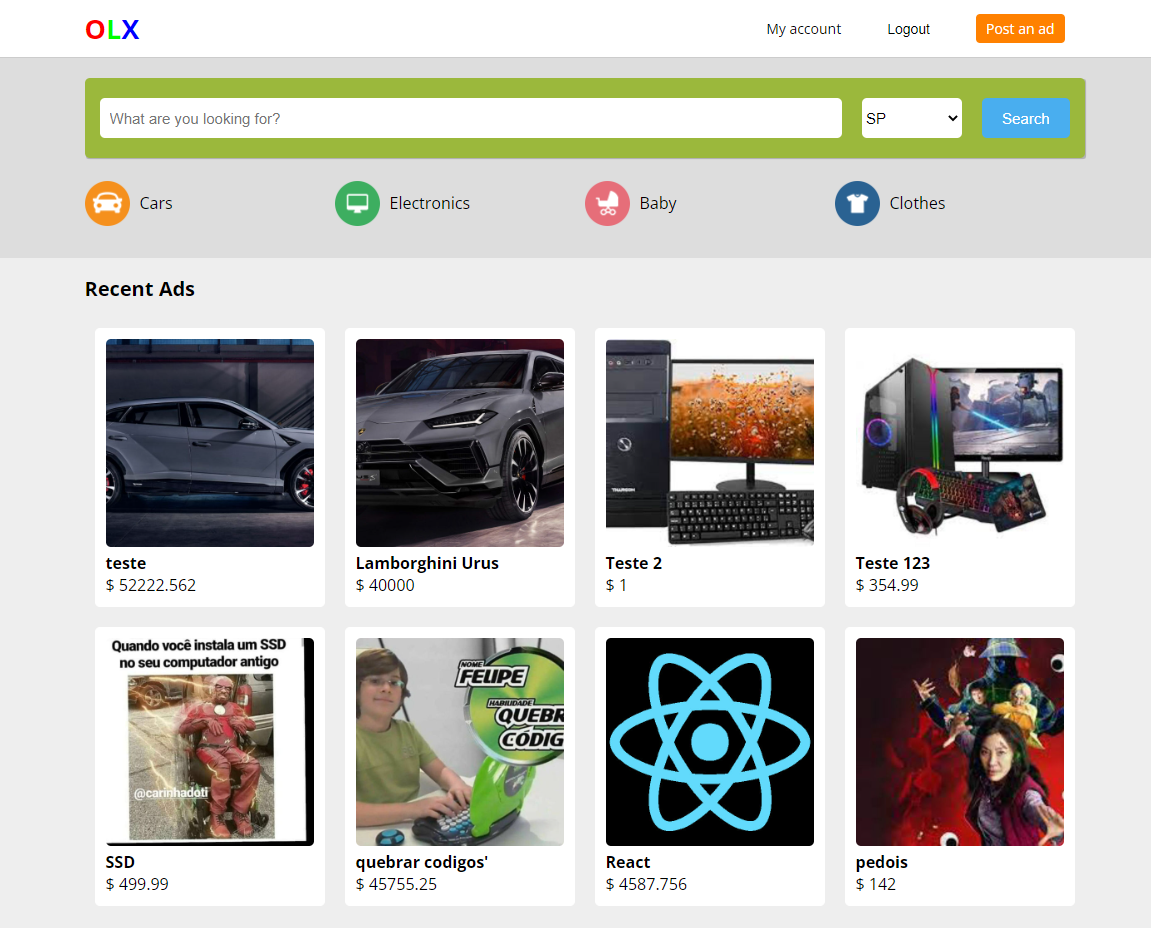 OLX
My account
Logout
Post an ad
What are you looking for?
SP
Search
Cars
Electronics
Baby
Clothes
Recent Ads
teste
$ 52222.562
Lamborghini Urus
$ 40000
Teste 2
$ 1
Teste 123
$ 354.99
Quando você instala um SSD
no seu computador antigo
@carinhadoti
SSD
$ 499.99
NOME
FELIPE
HABILIDADE
QUEBR
CÓDIG
quebrar codigos'
$ 45755.25
React
$ 4587.756
pedois
$ 142